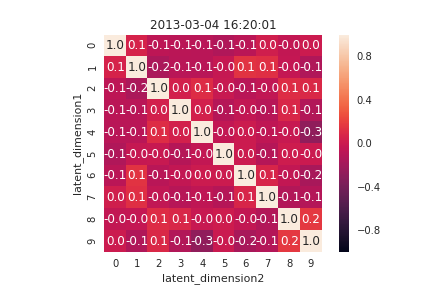 2013-03-04 16:20:01
0 1.0 0.1 -0.1 -0.1 -0.1 -0.1 -0.1 0.0 -0.0 0.0
1 0.1 1.0 -0.2 -0.1 -0.1 -0.0 0.1 0.1 -0.0 -0.1
2 -0.1 -0.2 1.0 0.0 0.1 -0.0 -0.1 -0.0 0.1 0.1
3 -0.1 -0.1 0.0 1.0 0.0 -0.1 0.0 -0.1 0.1 -0.1
4 -0.1 -0.1 0.1 0.0 1.0 -0.0 0.0 -0.1 -0.0 -0.3
5 -0.1 -0.0 -0.0 -0.1 -0.0 1.0 0.0 -0.1 0.0 -0.0
6 -0.1 0.1 -0.1 0.0 0.0 0.0 1.0 0.1 -0.0 -0.2
7 0.0 0.1 -0.0 -0.1 -0.1 -0.1 0.1 1.0 -0.1 -0.1
8 -0.0 -0.0 0.1 0.1 -0.0 0.0 -0.0 -0.1 1.0 0.2
9 0.0 -0.1 0.1 -0.1 -0.3 -0.0 -0.2 -0.1 0.2 1.0
0 1 2 3 4 5 6 7 8 9
latent_dimension2
latent_dimension1
0.8
0.4
0.0
−0.4
−0.8